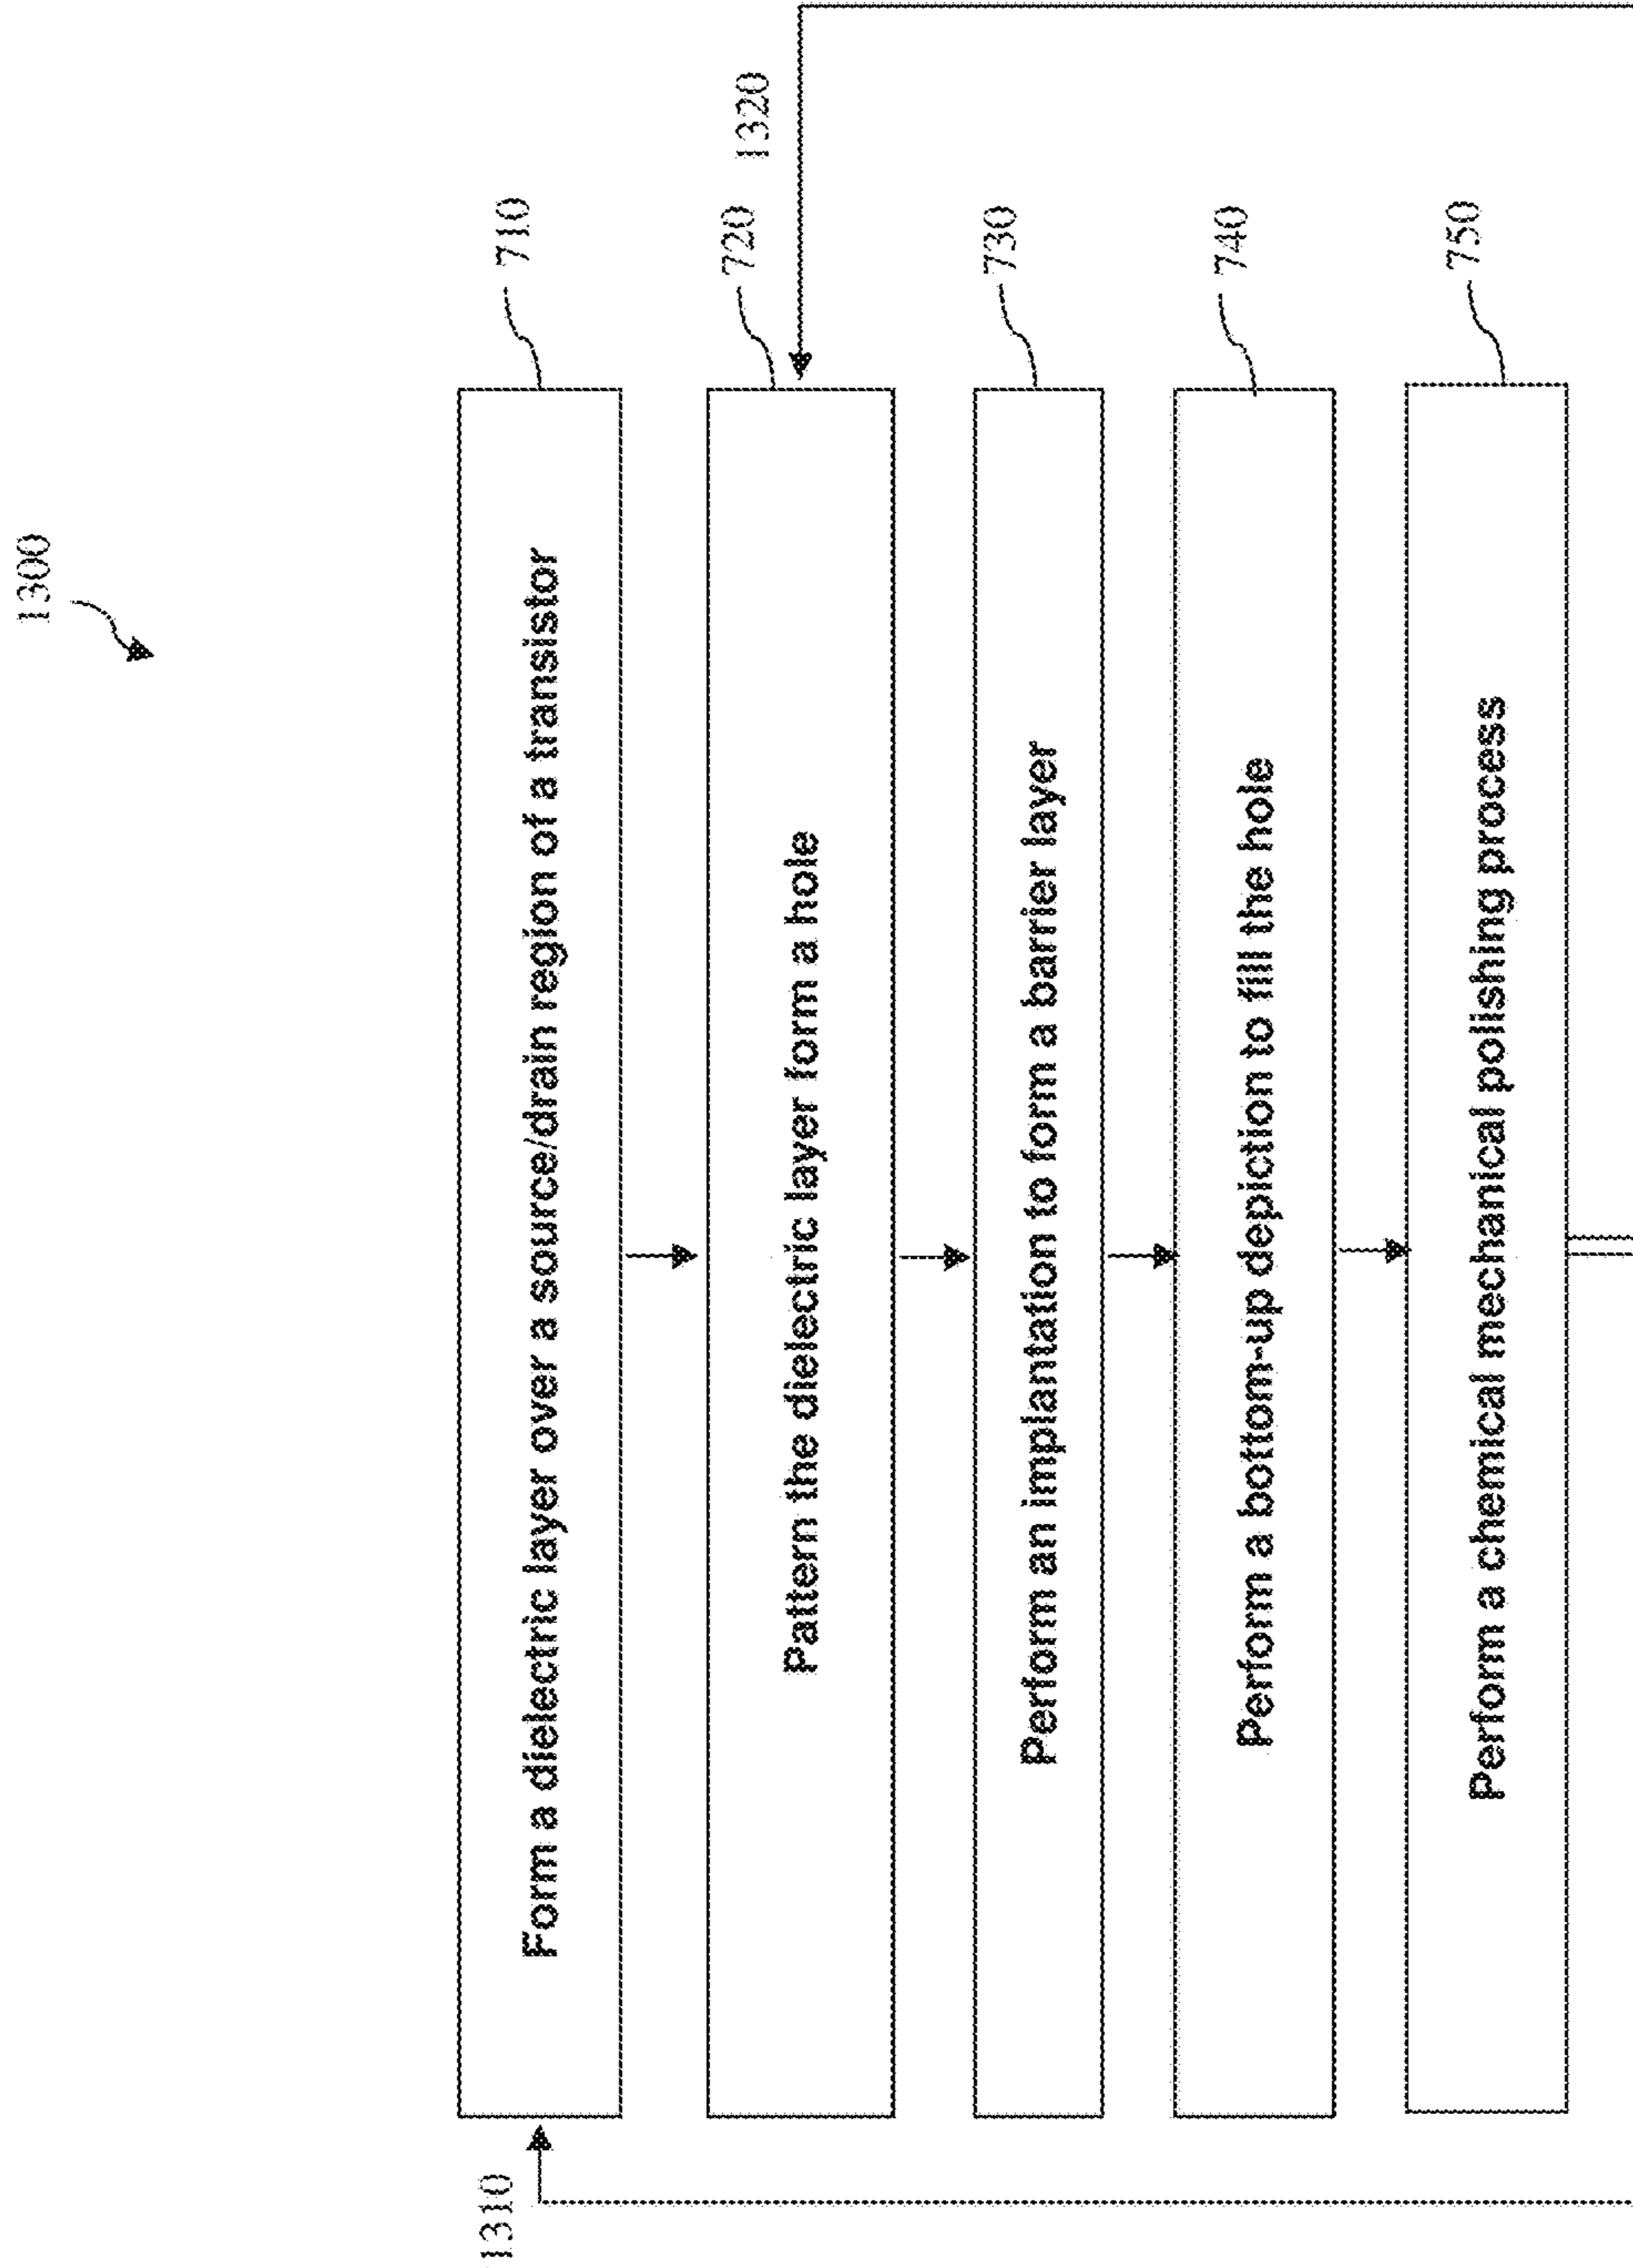 1300
1310
Form a dielectric layer over a source/drain region of a transistor
710
Pattern the dielectric layer form a hole
720
1320
Perform an implantation to form a barrier layer
730
Perform a bottom-up depiction to fill the hole
740
Perform a chemical mechanical polishing process
750